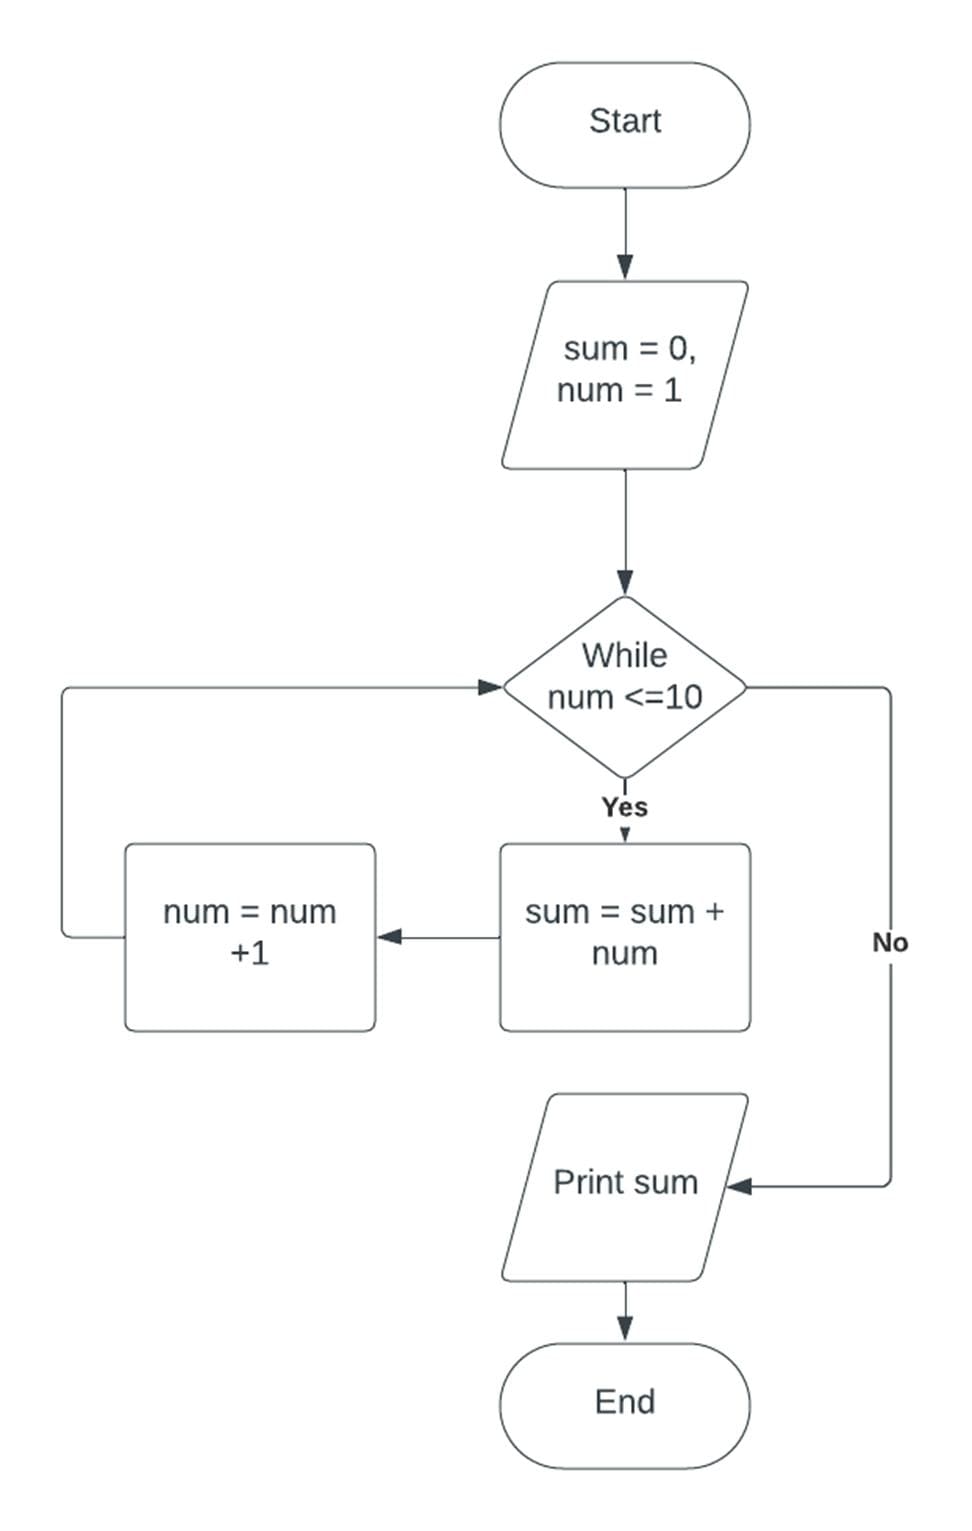 Start
sum = 0,
num = 1
While
num <=10
Yes
num = num
+1
sum = sum +
num
No
Print sum
End